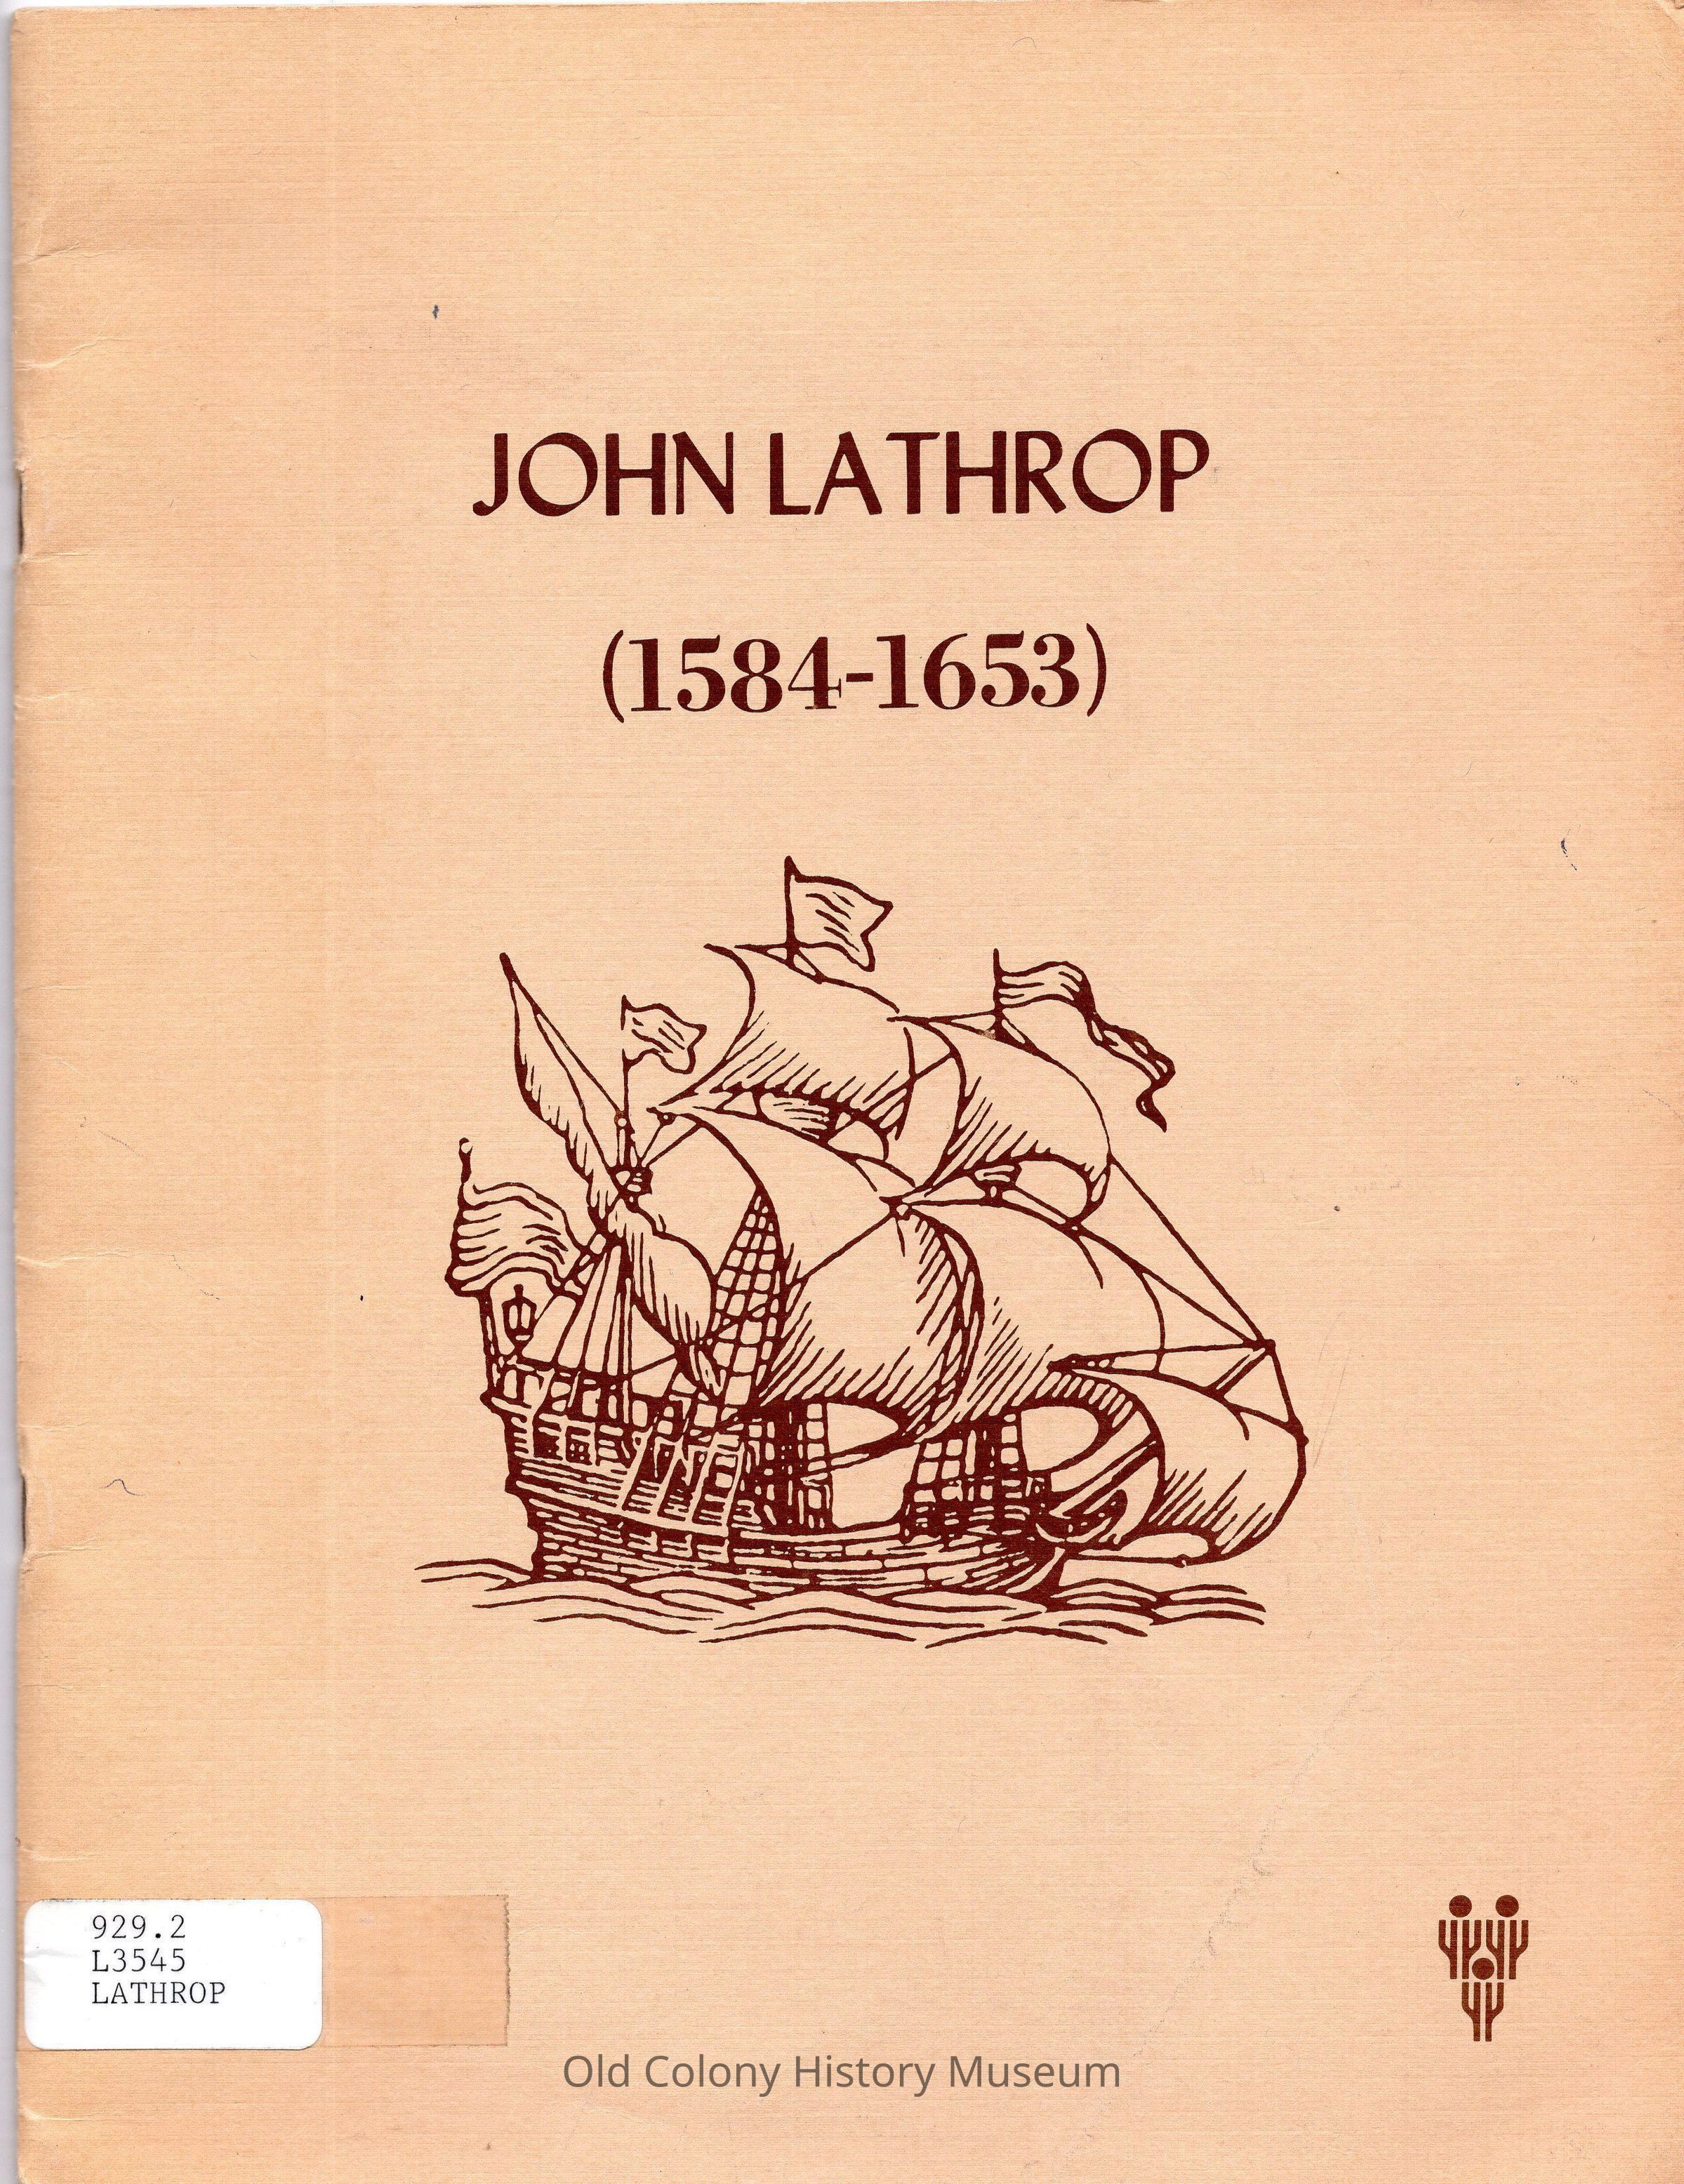 JOHN LATHROP
(1584-1653)
929.2
L3545
LATHROP
Old Colony History Museum